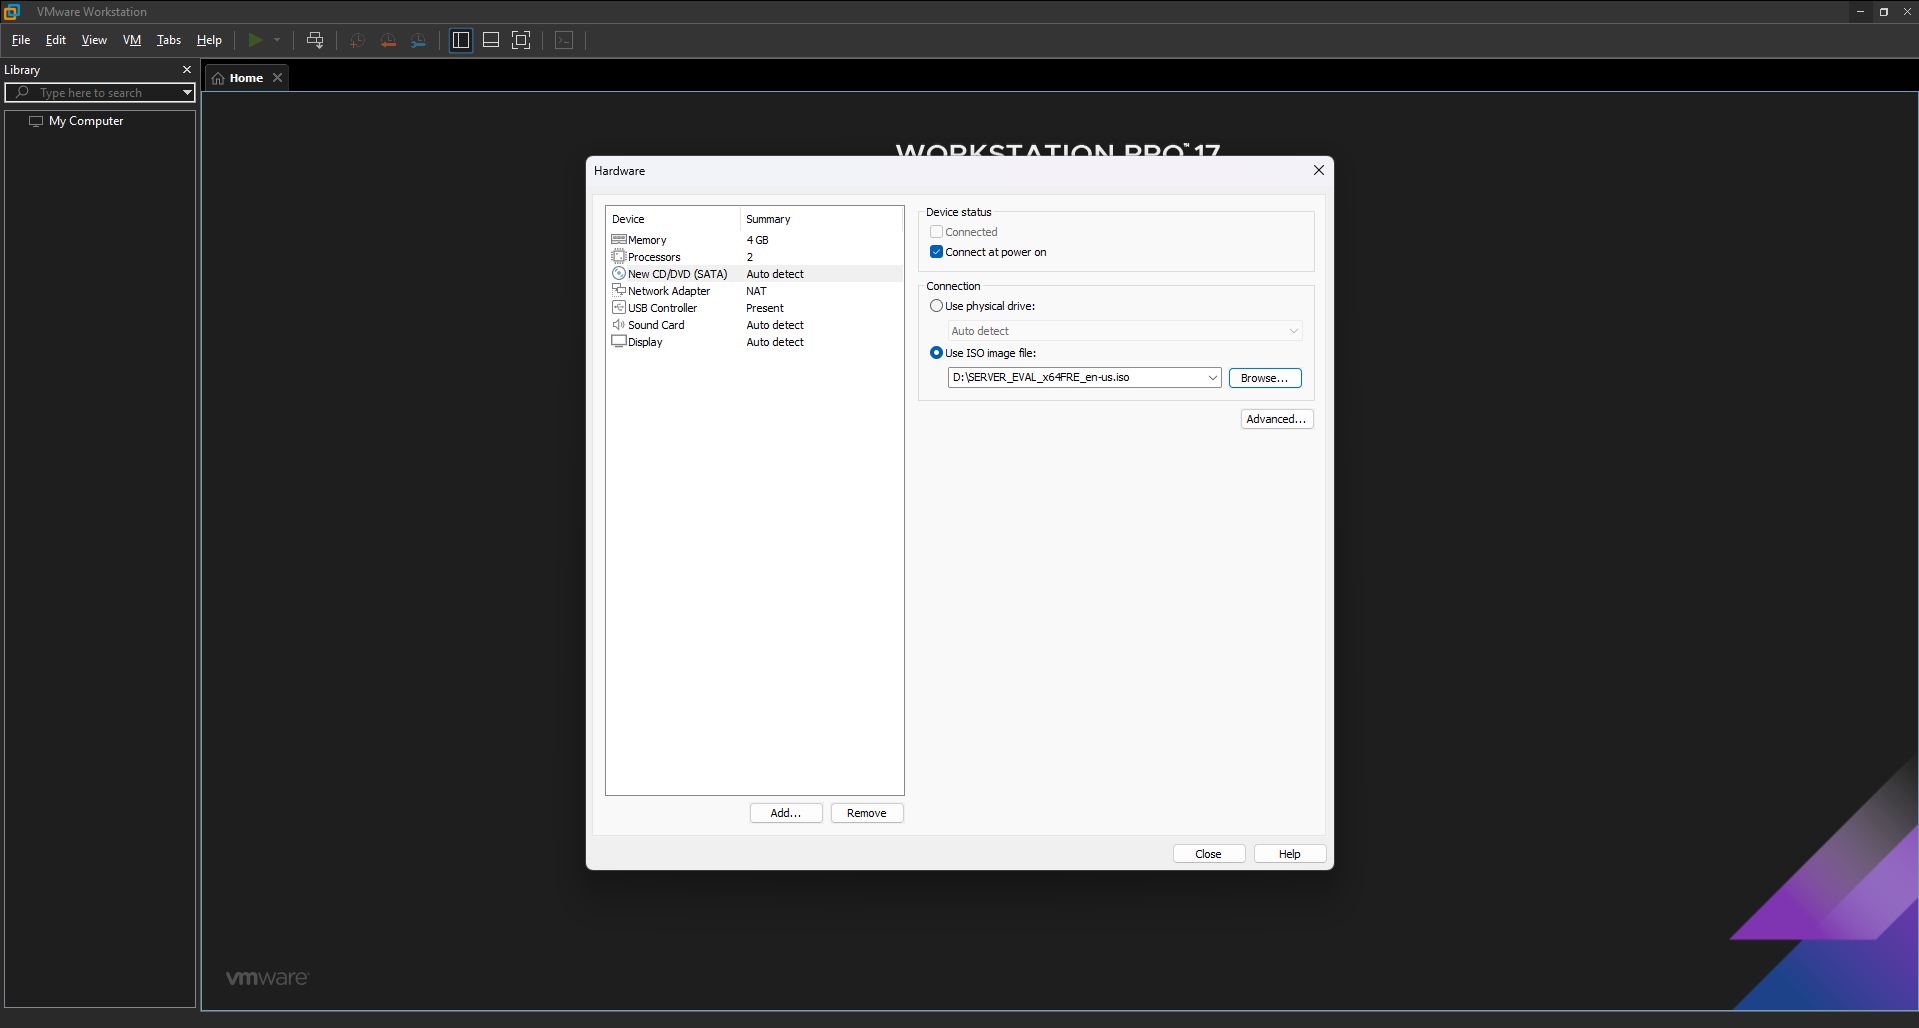 VMware Workstation
File Edit View VM Tabs Help
Library
Type here to search
My Computer
Home
WORKSTATION PRO™ 17
Hardware
Device Summary
Memory 4 GB
Processors 2
New CD/DVD (SATA) Auto detect
Network Adapter NAT
USB Controller Present
Sound Card Auto detect
Display Auto detect
Add...
Remove
Device status
Connected
Connect at power on
Connection
Use physical drive:
Auto detect
Use ISO image file:
D:\SERVER_EVAL_x64FRE_en-us.iso
Browse...
Advanced...
Close
Help
vmware